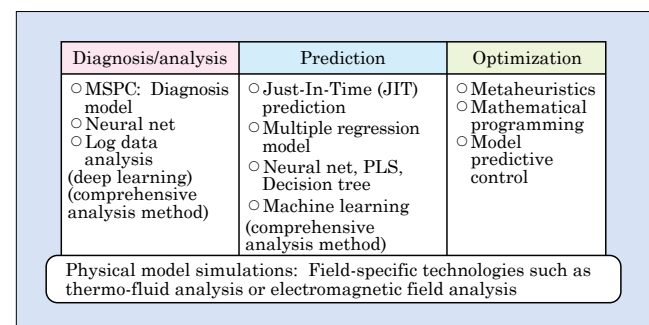 Diagnosis/analysis
○MSPC: Diagnosis
model
○Neural net
○Log data
analysis
(deep learning)
(comprehensive
analysis method)
Prediction
○Just-In-Time (JIT)
prediction
○Multiple regression
model
○Neural net, PLS,
Decision tree
○Machine learning
(comprehensive
analysis method)
Optimization
○Metaheuristics
○Mathematical
programming
○Model
predictive
control
Physical model simulations: Field-specific technologies such as
thermo-fluid analysis or electromagnetic field analysis